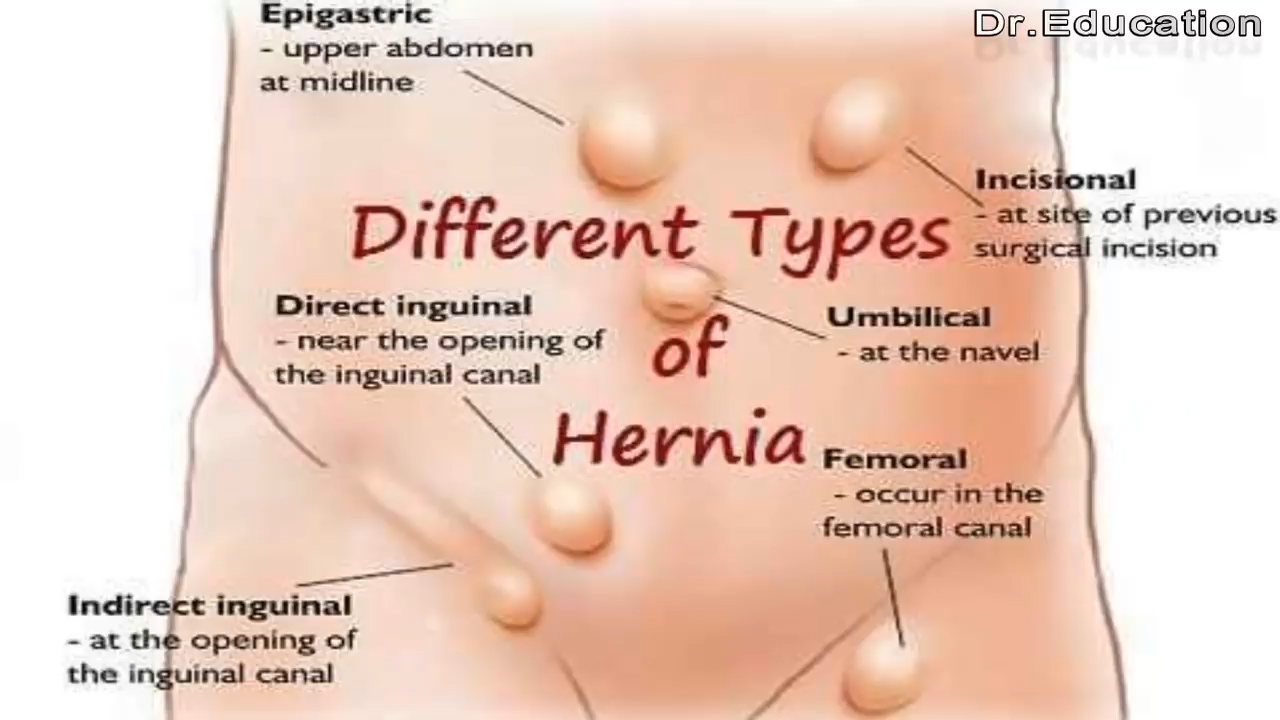 Dr.Education
Epigastric
- upper abdomen
at midline
Incisional
- at site of previous
surgical incision
Different Types
of
Hernia
Direct inguinal
- near the opening of
the inguinal canal
Umbilical
- at the navel
Femoral
- occur in the
femoral canal
Indirect inguinal
- at the opening of
the inguinal canal